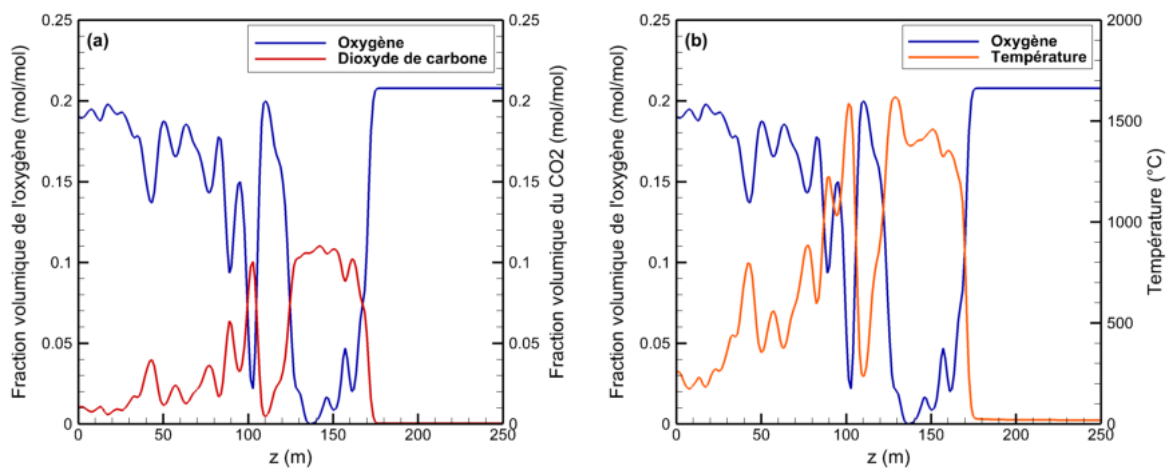 (a)
Oxygène
Dioxyde de carbone
Fraction volumique de l'oxygène (mol/mol)
0.25
0.2
0.15
0.1
0.05
0
0.25
0.2
0.15
0.1
0.05
0
Fraction volumique du CO2 (mol/mol)
0 50 100 150 200 250
z (m)
(b)
Oxygène
Température
Fraction volumique de l'oxygène (mol/mol)
0.25
0.2
0.15
0.1
0.05
0
2000
1500
1000
500
0
Température (°C)
0 50 100 150 200 250
z (m)